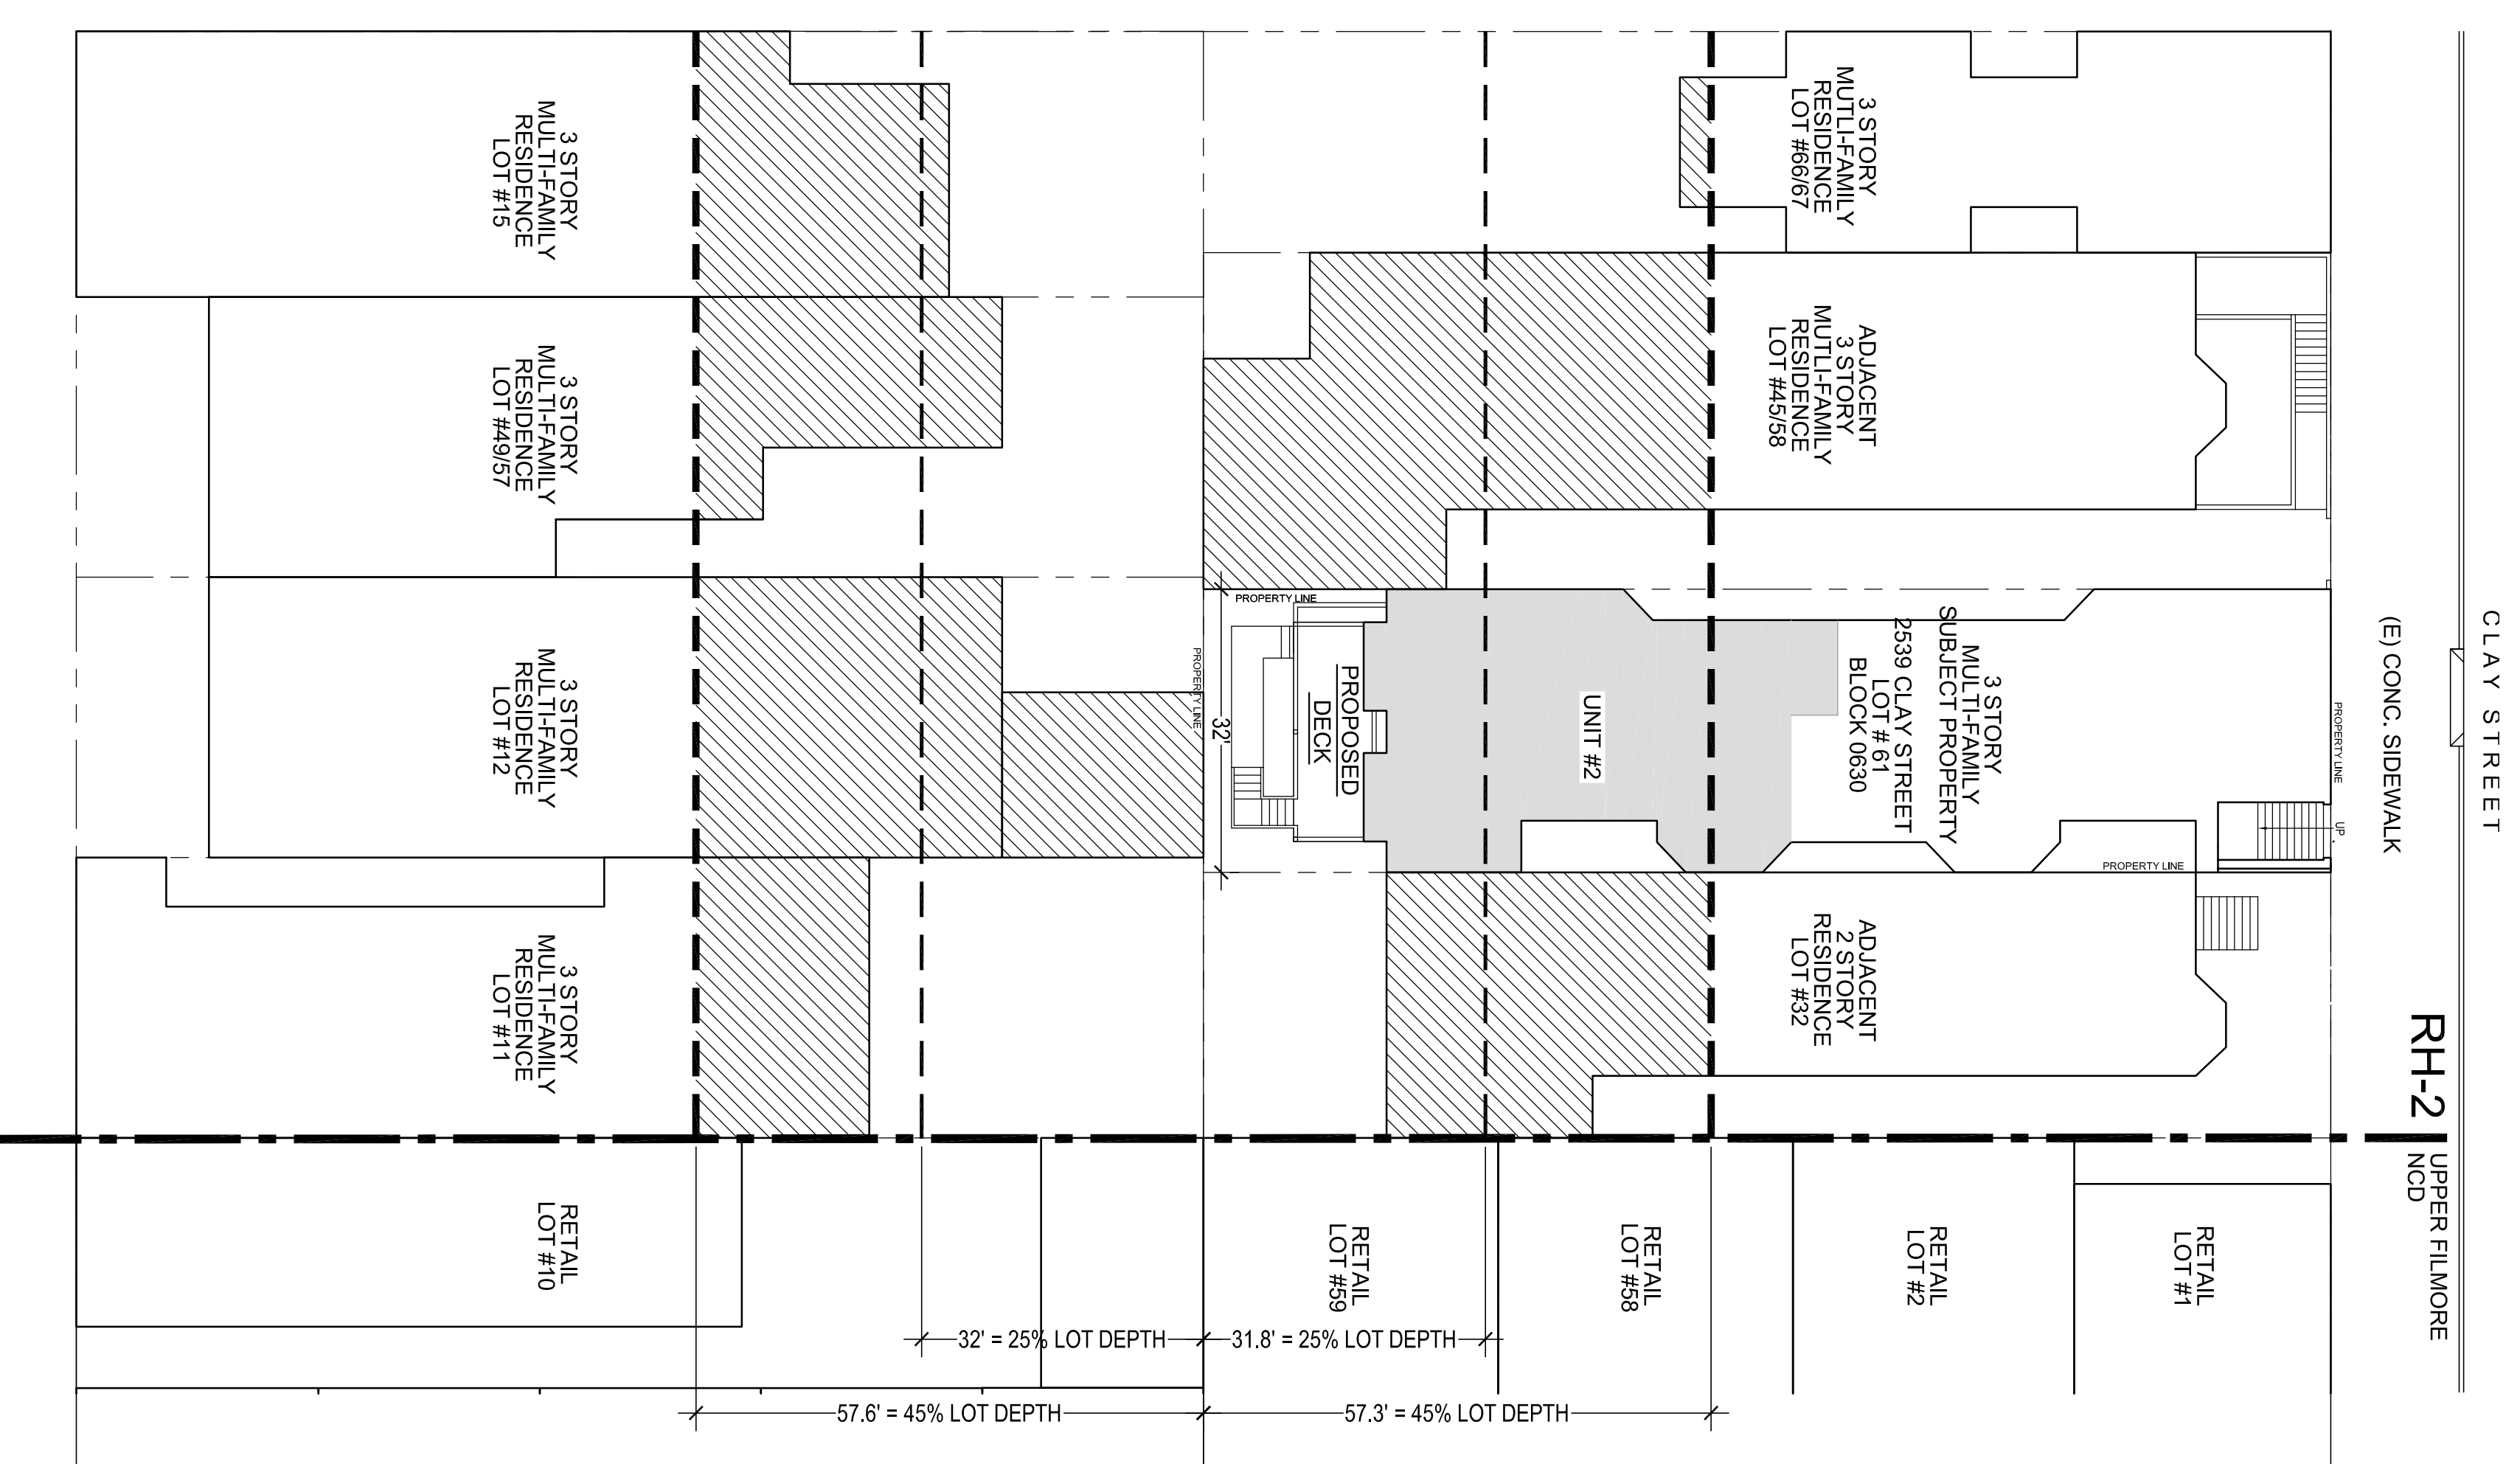 3 STORY
MULTI-FAMILY
RESIDENCE
LOT #15
3 STORY
MUTLI-FAMILY
RESIDENCE
LOT #66/67
3 STORY
MULTI-FAMILY
RESIDENCE
LOT #49/57
ADJACENT
3 STORY
MUTLI-FAMILY
RESIDENCE
LOT #45/58
3 STORY
MULTI-FAMILY
RESIDENCE
LOT #12
PROPERTY LINE
PROPERTY LINE
32'
PROPOSED
DECK
UNIT #2
3 STORY
MULTI-FAMILY
SUBJECT PROPERTY
2539 CLAY STREET
LOT # 61
BLOCK 0630
PROPERTY LINE
UP
PROPERTY LINE
(E) CONC. SIDEWALK
CLAY STREET
3 STORY
MULTI-FAMILY
RESIDENCE
LOT #11
ADJACENT
2 STORY
RESIDENCE
LOT #32
RH-2
UPPER FILMORE
NCD
RETAIL
LOT #10
RETAIL
LOT #59
RETAIL
LOT #58
RETAIL
LOT #2
RETAIL
LOT #1
32' = 25% LOT DEPTH
31.8' = 25% LOT DEPTH
57.6' = 45% LOT DEPTH
57.3' = 45% LOT DEPTH